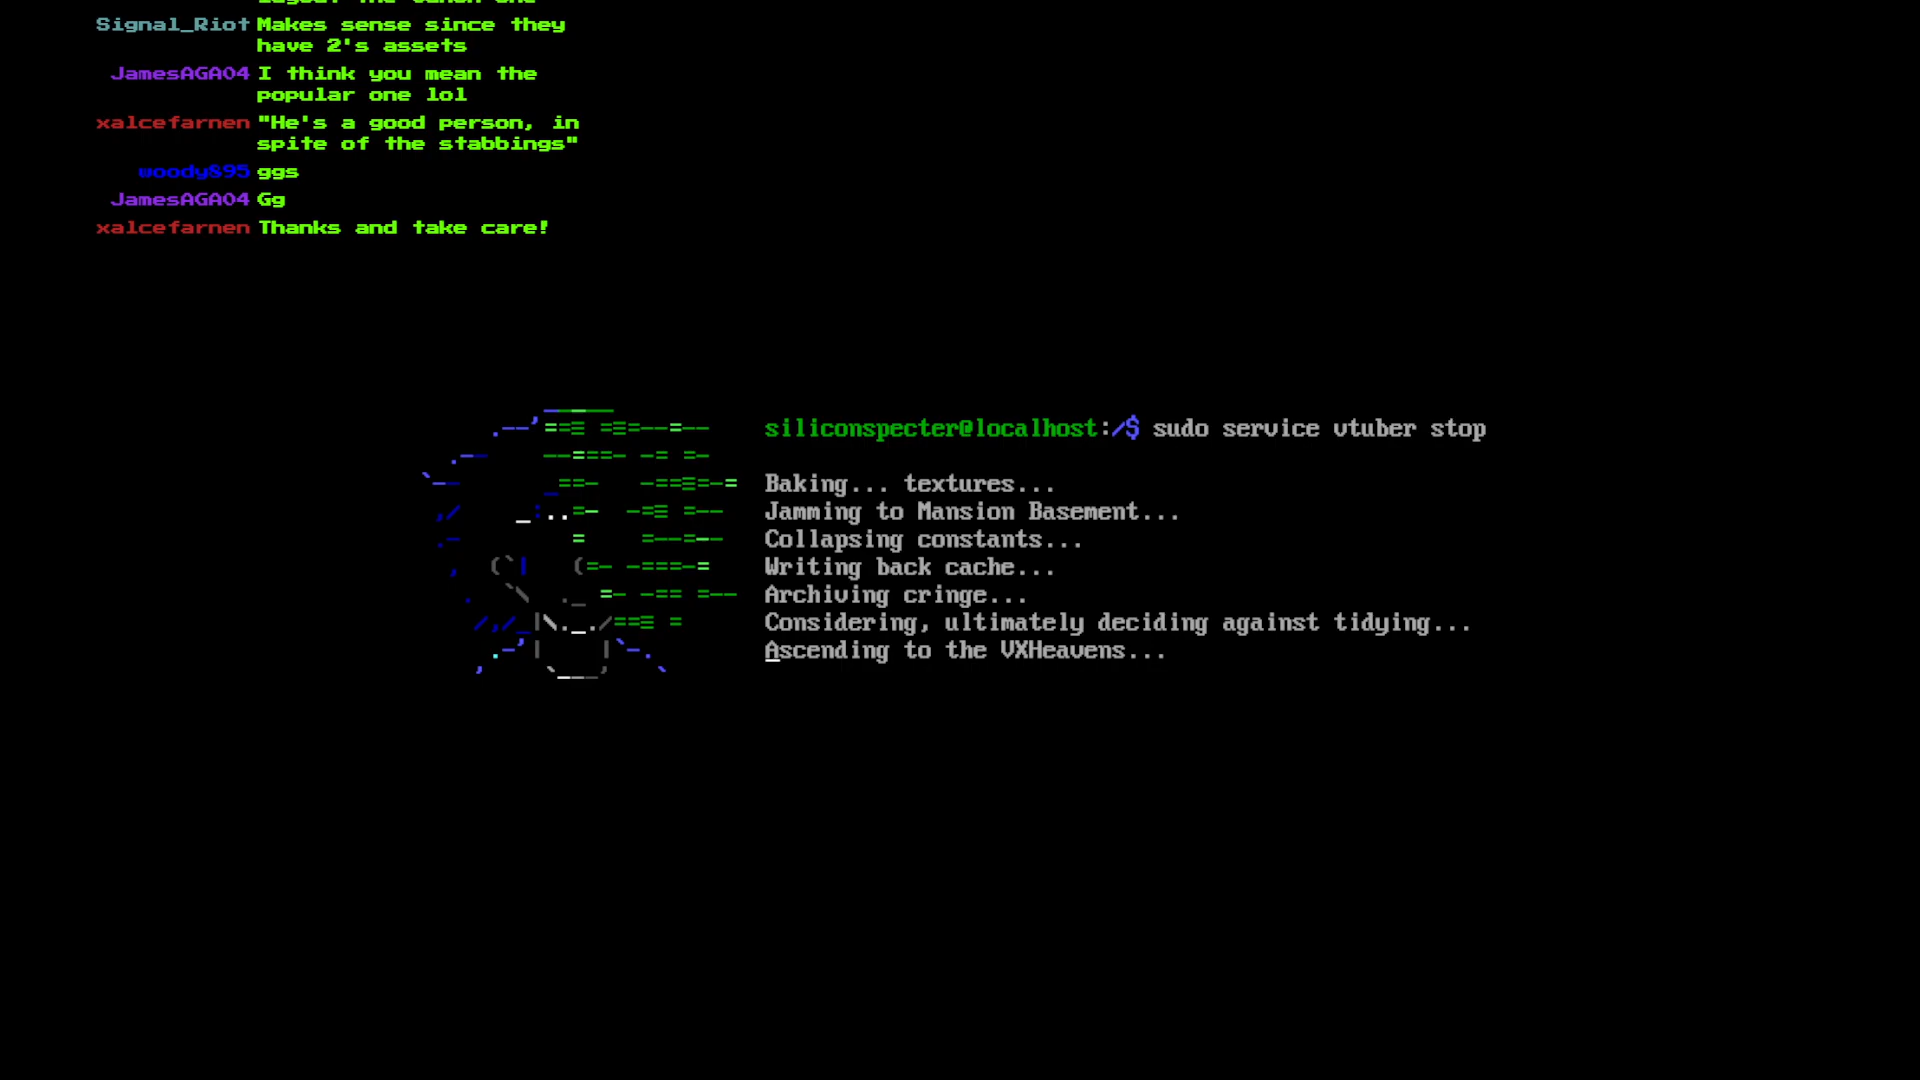 Signal_Riot Makes sense since they
have 2's assets
JamesAGA04 I think you mean the
popular one lol
xalcefarnen "He's a good person, in
spite of the stabbings"
woody895 ggs
JamesAGA04 Gg
xalcefarnen Thanks and take care!
siliconspecter@localhost:/$ sudo service vtuber stop
Baking... textures...
Jamming to Mansion Basement...
Collapsing constants...
Writing back cache...
Archiving cringe...
Considering, ultimately deciding against tidying...
Ascending to the VXHeavens...